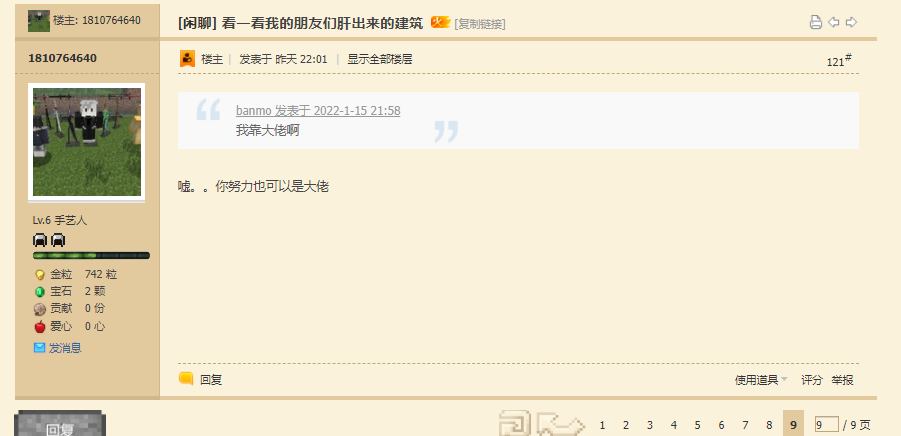 楼主: 1810764640
[闲聊] 看一看我的朋友们肝出来的建筑 火 [复制链接]
1810764640
楼主 | 发表于 昨天 22:01 | 显示全部楼层
121#
banmo 发表于 2022-1-15 21:58
我靠大佬啊
嘘。。你努力也可以是大佬
Lv.6 手艺人
金粒 742 粒
宝石 2 颗
贡献 0 份
爱心 0 心
发消息
回复
使用道具 评分 举报
回复
1 2 3 4 5 6 7 8 9 9 / 9 页